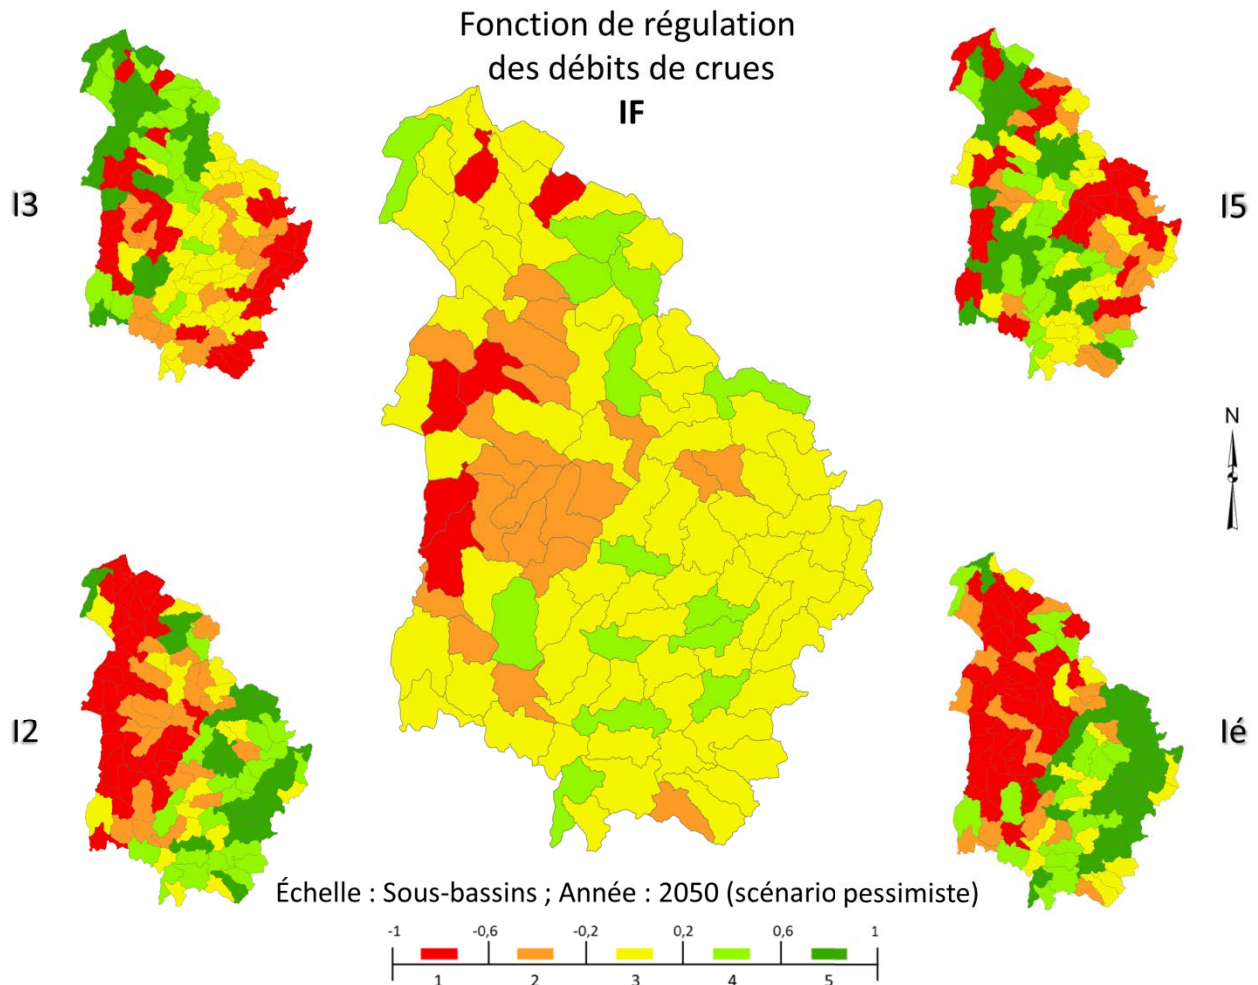 Fonction de régulation
des débits de crues
IF
I3
I5
N
I2
Ié
Échelle : Sous-bassins ; Année : 2050 (scénario pessimiste)
-1 -0,6 -0,2 0,2 0,6 1
1 2 3 4 5